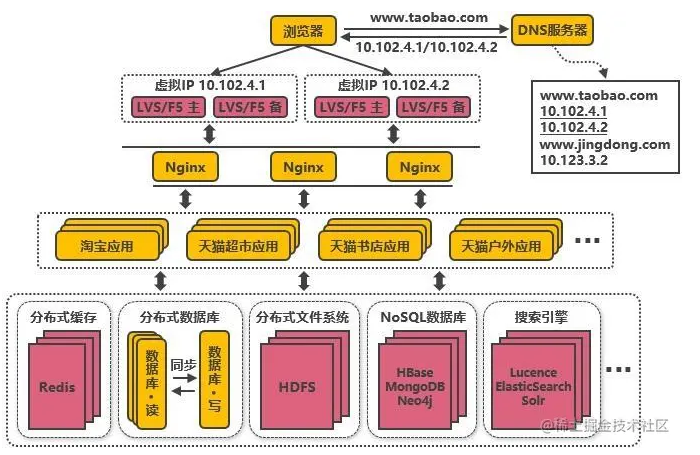 www.taobao.com
浏览器
DNS服务器
10.102.4.1/10.102.4.2
虚拟IP 10.102.4.1
虚拟IP 10.102.4.2
LVS/F5 主
LVS/F5 备
LVS/F5 主
LVS/F5 备
www.taobao.com
10.102.4.1
10.102.4.2
www.jingdong.com
10.123.3.2
Nginx
Nginx
Nginx
淘宝应用
天猫超市应用
天猫书店应用
天猫户外应用
...
分布式缓存
分布式数据库
分布式文件系统
NoSQL数据库
搜索引擎
Redis
数据库·读
同步
数据库·写
HDFS
HBase
MongoDB
Neo4j
Lucence
ElasticSearch
Solr
...
@稀土掘金技术社区